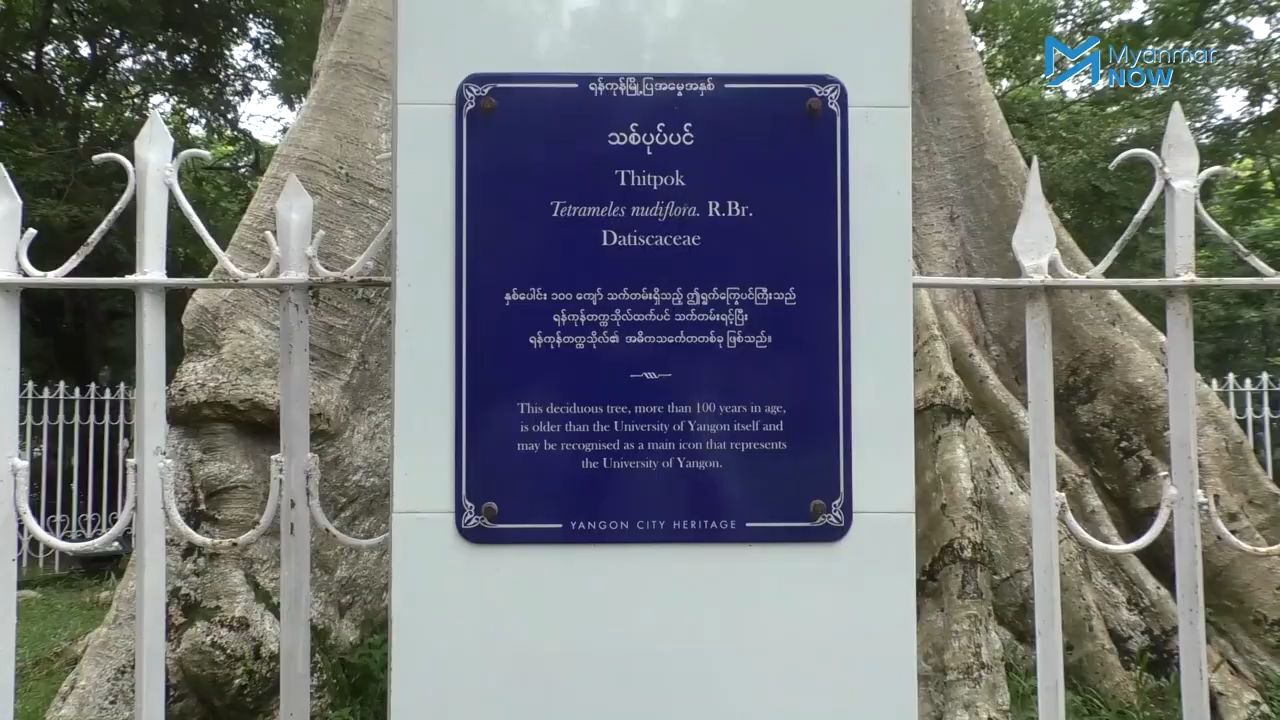 Myanmar
NOW
ရန်ကုန်မြို့ပြအမွေအနှစ်
သစ်ပုပ်ပင်
Thitpok
Tetrameles nudiflora. R.Br.
Datiscaceae
နှစ်ပေါင်း ၁၀၀ ကျော် သက်တမ်းရှိသည့် ဤရွက်ကြွေပင်ကြီးသည်
ရန်ကုန်တက္ကသိုလ်ထက်ပင် သက်တမ်းရင့်ပြီး
ရန်ကုန်တက္ကသိုလ်၏ အဓိကသင်္ကေတတစ်ခု ဖြစ်သည်။
This deciduous tree, more than 100 years in age,
is older than the University of Yangon itself and
may be recognised as a main icon that represents
the University of Yangon.
YANGON CITY HERITAGE